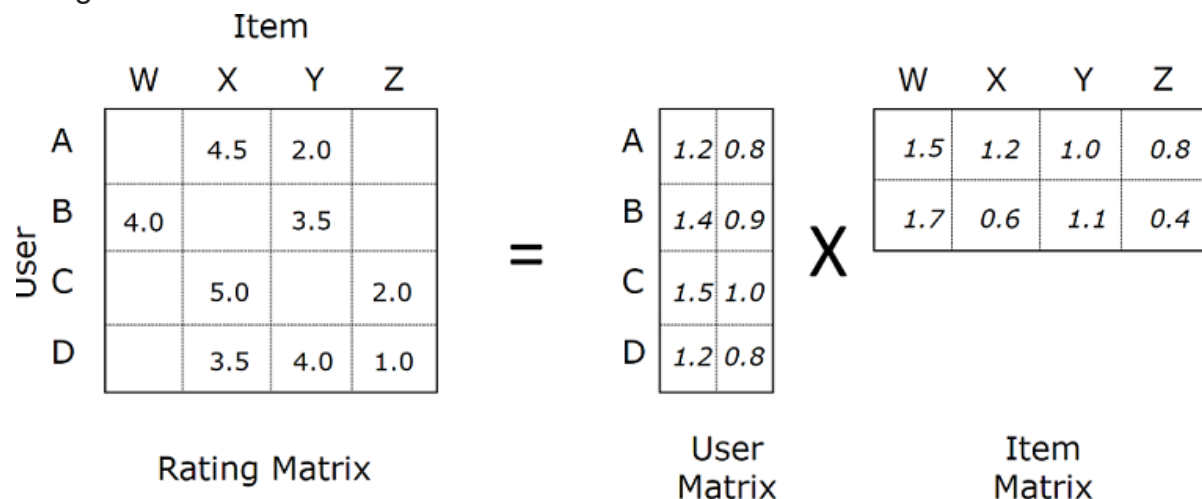 Item
W X Y Z
User
A 4.5 2.0
B 4.0 3.5
C 5.0 2.0
D 3.5 4.0 1.0
Rating Matrix
=
A 1.2 0.8
B 1.4 0.9
C 1.5 1.0
D 1.2 0.8
User
Matrix
X
W X Y Z
1.5 1.2 1.0 0.8
1.7 0.6 1.1 0.4
Item
Matrix